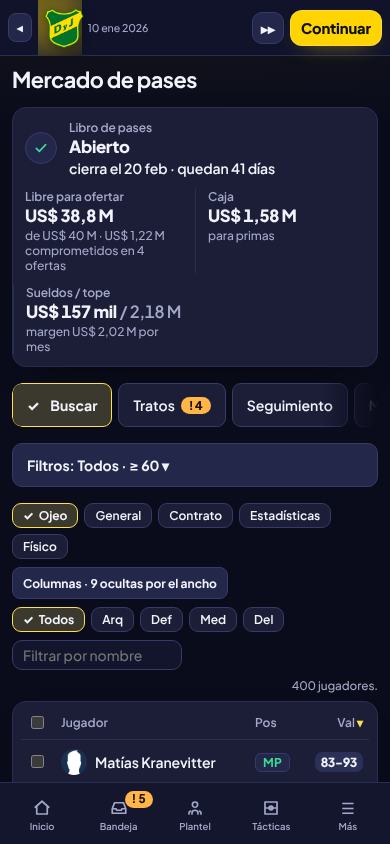 ◂
DyJ
10 ene 2026
▸▸
Continuar
Mercado de pases
Libro de pases
✓
Abierto
cierra el 20 feb · quedan 41 días
Libre para ofertar
US$ 38,8 M
de US$ 40 M · US$ 1,22 M
comprometidos en 4
ofertas
Caja
US$ 1,58 M
para primas
Sueldos / tope
US$ 157 mil / 2,18 M
margen US$ 2,02 M por
mes
✓ Buscar
Tratos !4
Seguimiento
Filtros: Todos · ≥ 60 ▾
✓ Ojeo
General
Contrato
Estadísticas
Físico
Columnas · 9 ocultas por el ancho
✓ Todos
Arq
Def
Med
Del
Filtrar por nombre
400 jugadores.
Jugador
Pos
Val▾
Matías Kranevitter
MP
83–93
Inicio
!5
Bandeja
Plantel
Tácticas
Más